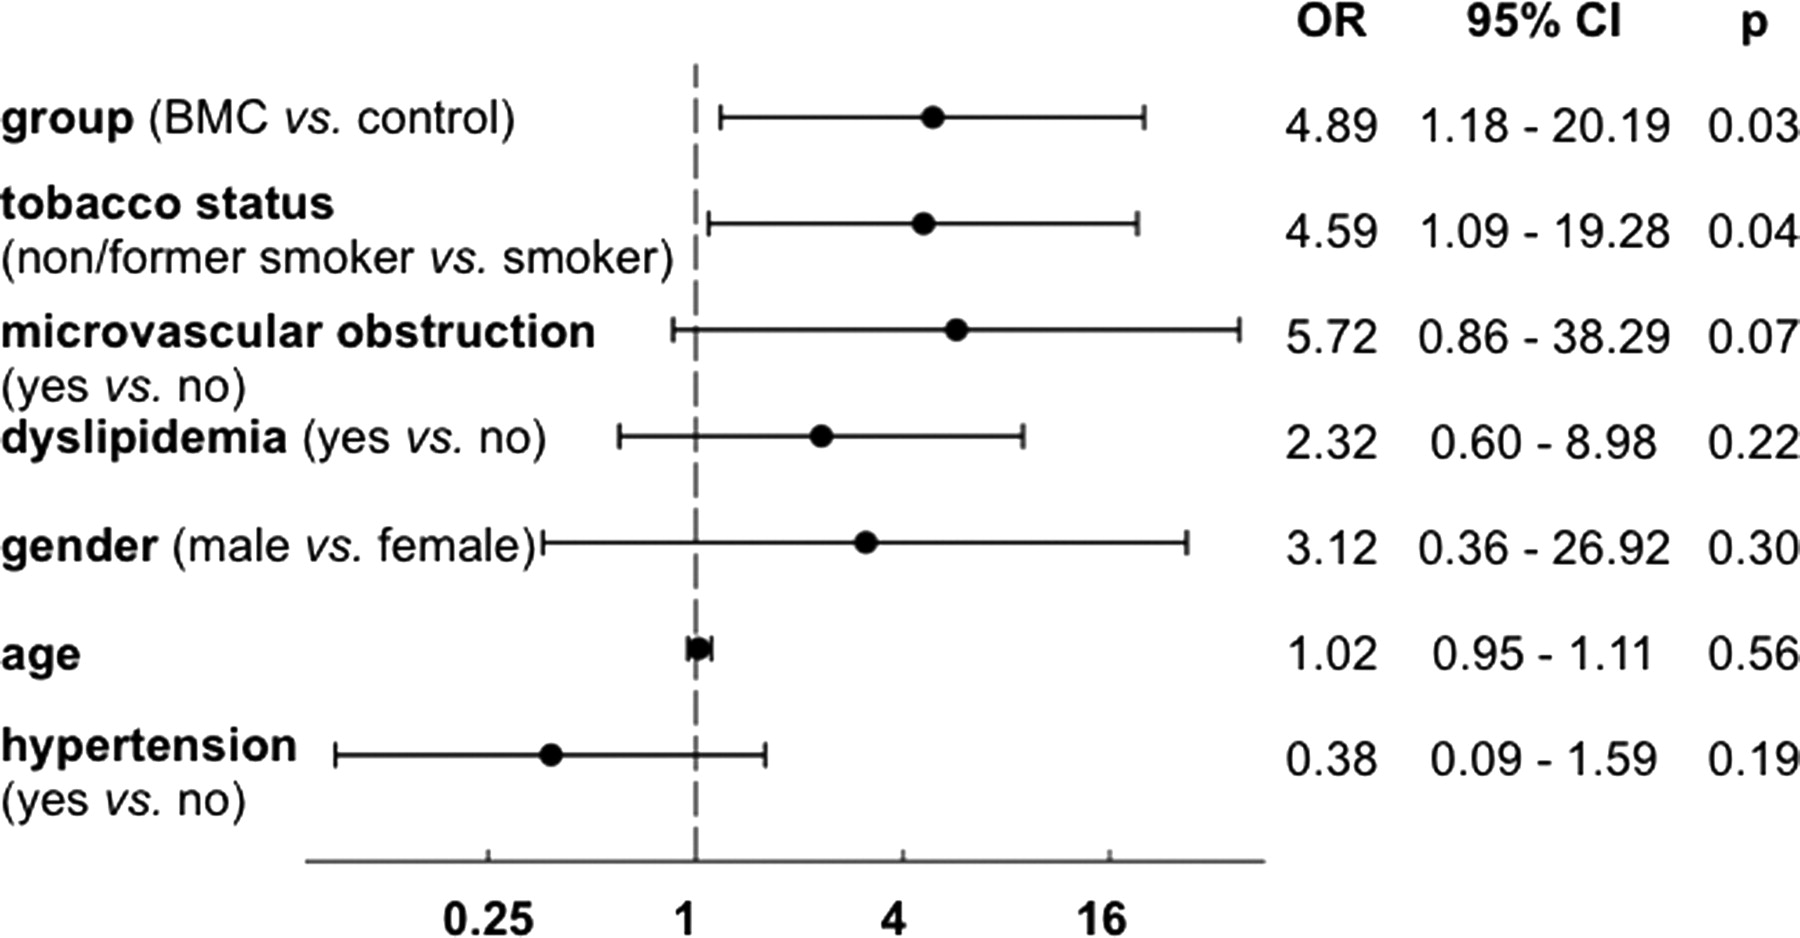 OR 95% CI p
group (BMC vs. control) 4.89 1.18 - 20.19 0.03
tobacco status
(non/former smoker vs. smoker) 4.59 1.09 - 19.28 0.04
microvascular obstruction 5.72 0.86 - 38.29 0.07
(yes vs. no)
dyslipidemia (yes vs. no) 2.32 0.60 - 8.98 0.22
gender (male vs. female) 3.12 0.36 - 26.92 0.30
age 1.02 0.95 - 1.11 0.56
hypertension 0.38 0.09 - 1.59 0.19
(yes vs. no)
0.25 1 4 16